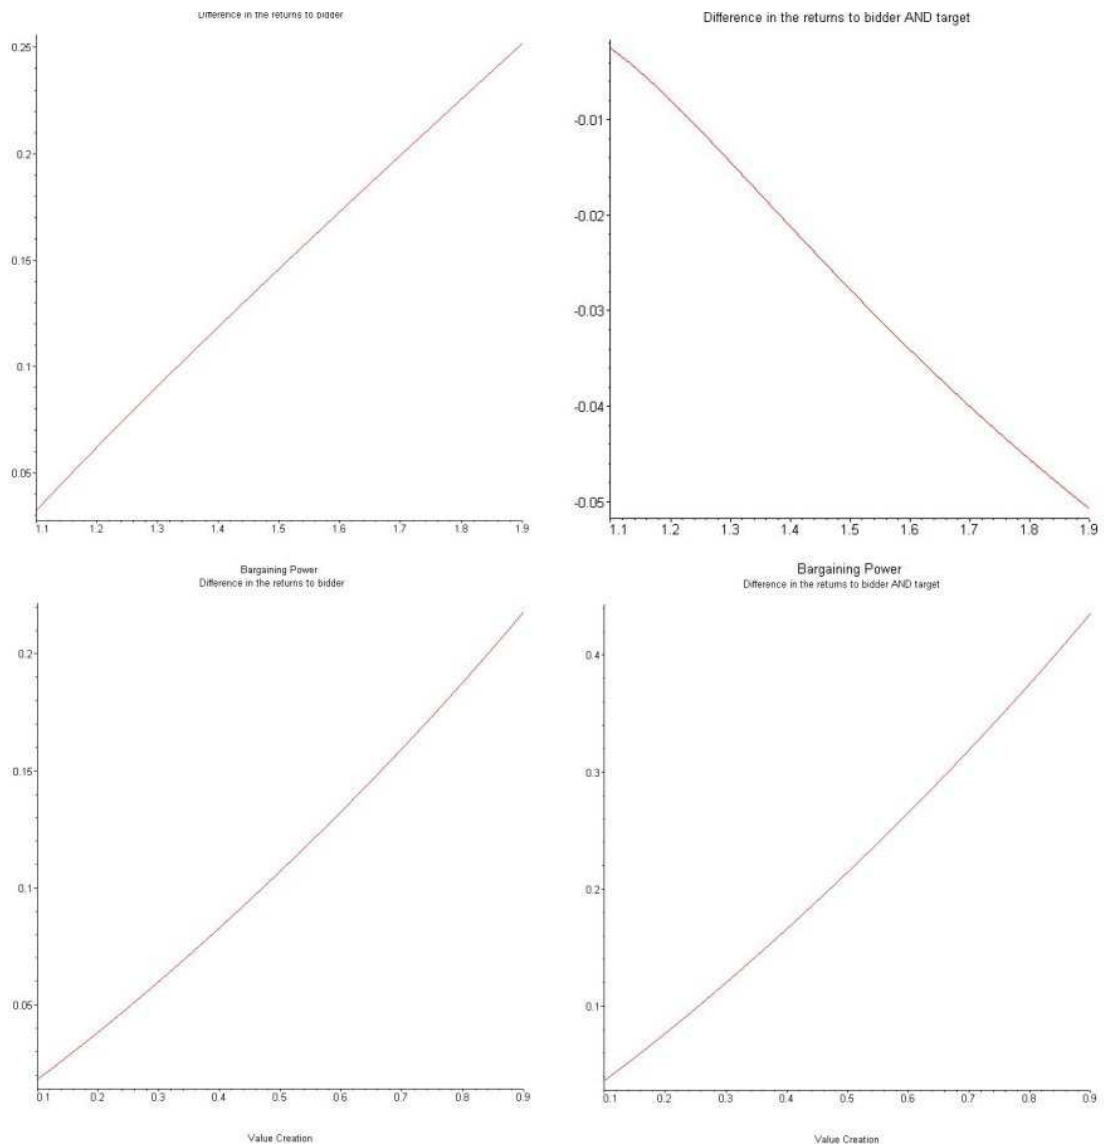 Difference in the returns to bidder
0.25
0.2
0.15
0.1
0.05
1.1 1.2 1.3 1.4 1.5 1.6 1.7 1.8 1.9
Bargaining Power
Difference in the returns to bidder AND target
-0.01
-0.02
-0.03
-0.04
-0.05
1.1 1.2 1.3 1.4 1.5 1.6 1.7 1.8 1.9
Bargaining Power
Difference in the returns to bidder
0.2
0.15
0.1
0.05
0.1 0.2 0.3 0.4 0.5 0.6 0.7 0.8 0.9
Value Creation
Difference in the returns to bidder AND target
0.4
0.3
0.2
0.1
0.1 0.2 0.3 0.4 0.5 0.6 0.7 0.8 0.9
Value Creation